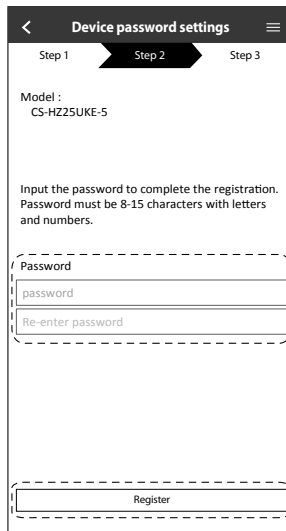 Device password settings
Step 1 Step 2 Step 3
Model :
CS-HZ25UKE-5
Input the password to complete the registration.
Password must be 8-15 characters with letters
and numbers.
Password
password
Re-enter password
Register